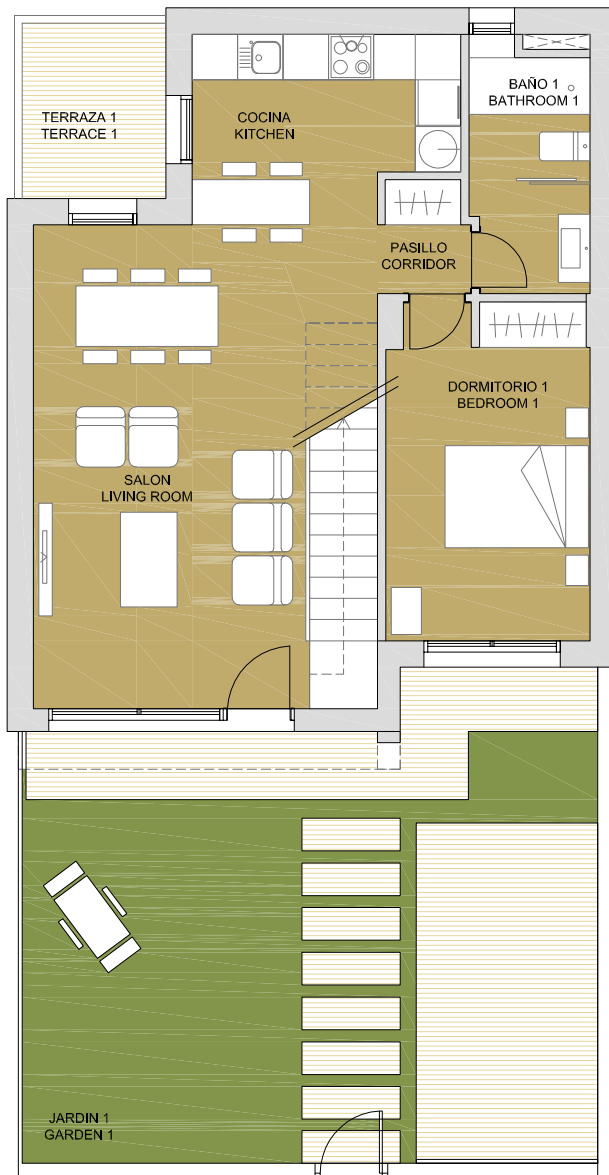 BAÑO 1
BATHROOM 1
TERRAZA 1
TERRACE 1
COCINA
KITCHEN
PASILLO
CORRIDOR
DORMITORIO 1
BEDROOM 1
SALON
LIVING ROOM
JARDIN 1
GARDEN 1